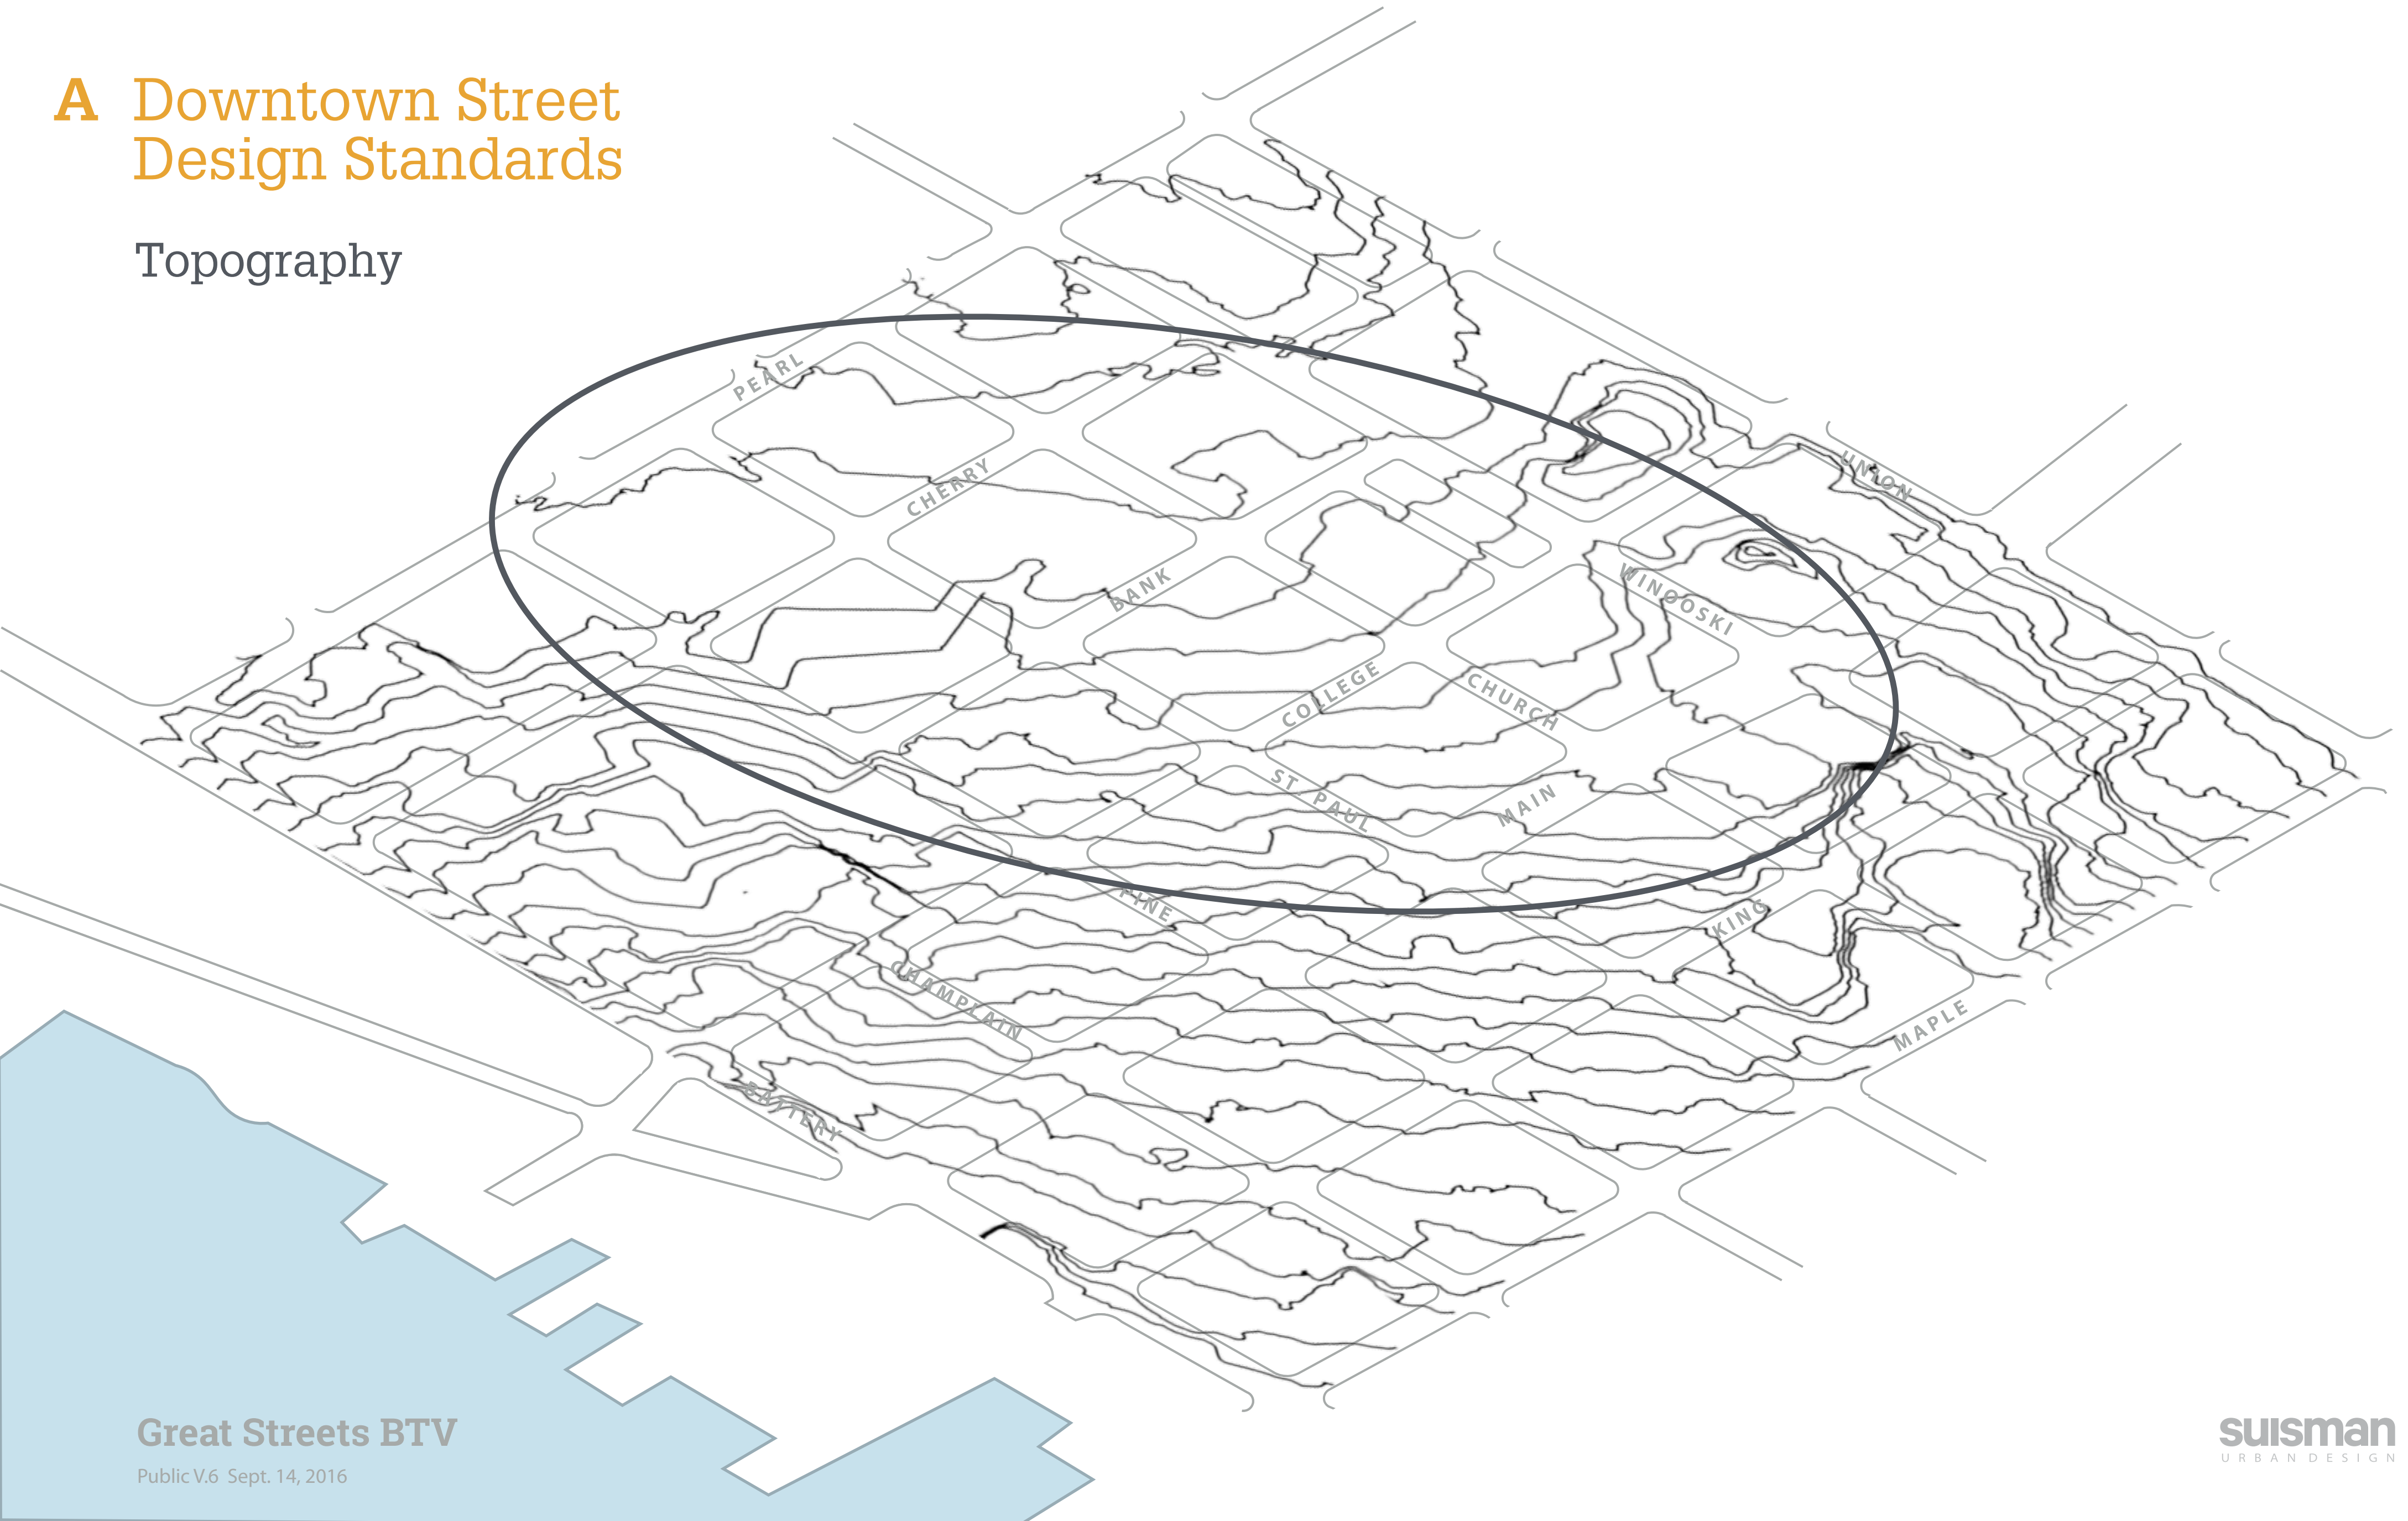 A Downtown Street
Design Standards
Topography
PEARL
CHERRY
UNION
BANK
WINOOSKI
COLLEGE
CHURCH
ST. PAUL
MAIN
PINE
KING
CHAMPLAIN
MAPLE
BATTERY
Great Streets BTV
Public V.6 Sept. 14, 2016
suisman
URBAN DESIGN